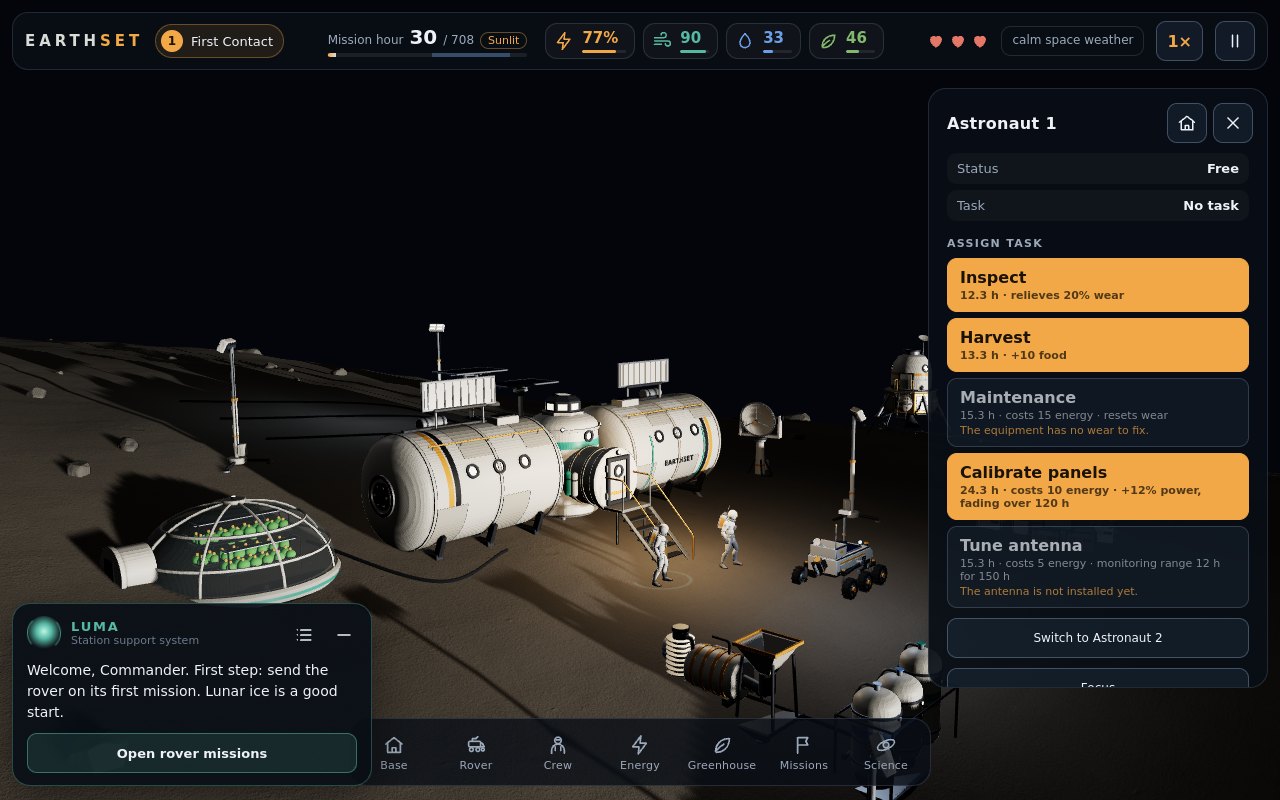 EARTHSET
1 First Contact
Mission hour 30 / 708 Sunlit
77%
90
33
46
calm space weather
1×
Astronaut 1
Status Free
Task No task
ASSIGN TASK
Inspect
12.3 h · relieves 20% wear
Harvest
13.3 h · +10 food
Maintenance
15.3 h · costs 15 energy · resets wear
The equipment has no wear to fix.
Calibrate panels
24.3 h · costs 10 energy · +12% power,
fading over 120 h
Tune antenna
15.3 h · costs 5 energy · monitoring range 12 h
for 150 h
The antenna is not installed yet.
Switch to Astronaut 2
Focus
EARTHSET
LUMA
Station support system
Welcome, Commander. First step: send the
rover on its first mission. Lunar ice is a good
start.
Open rover missions
Base
Rover
Crew
Energy
Greenhouse
Missions
Science